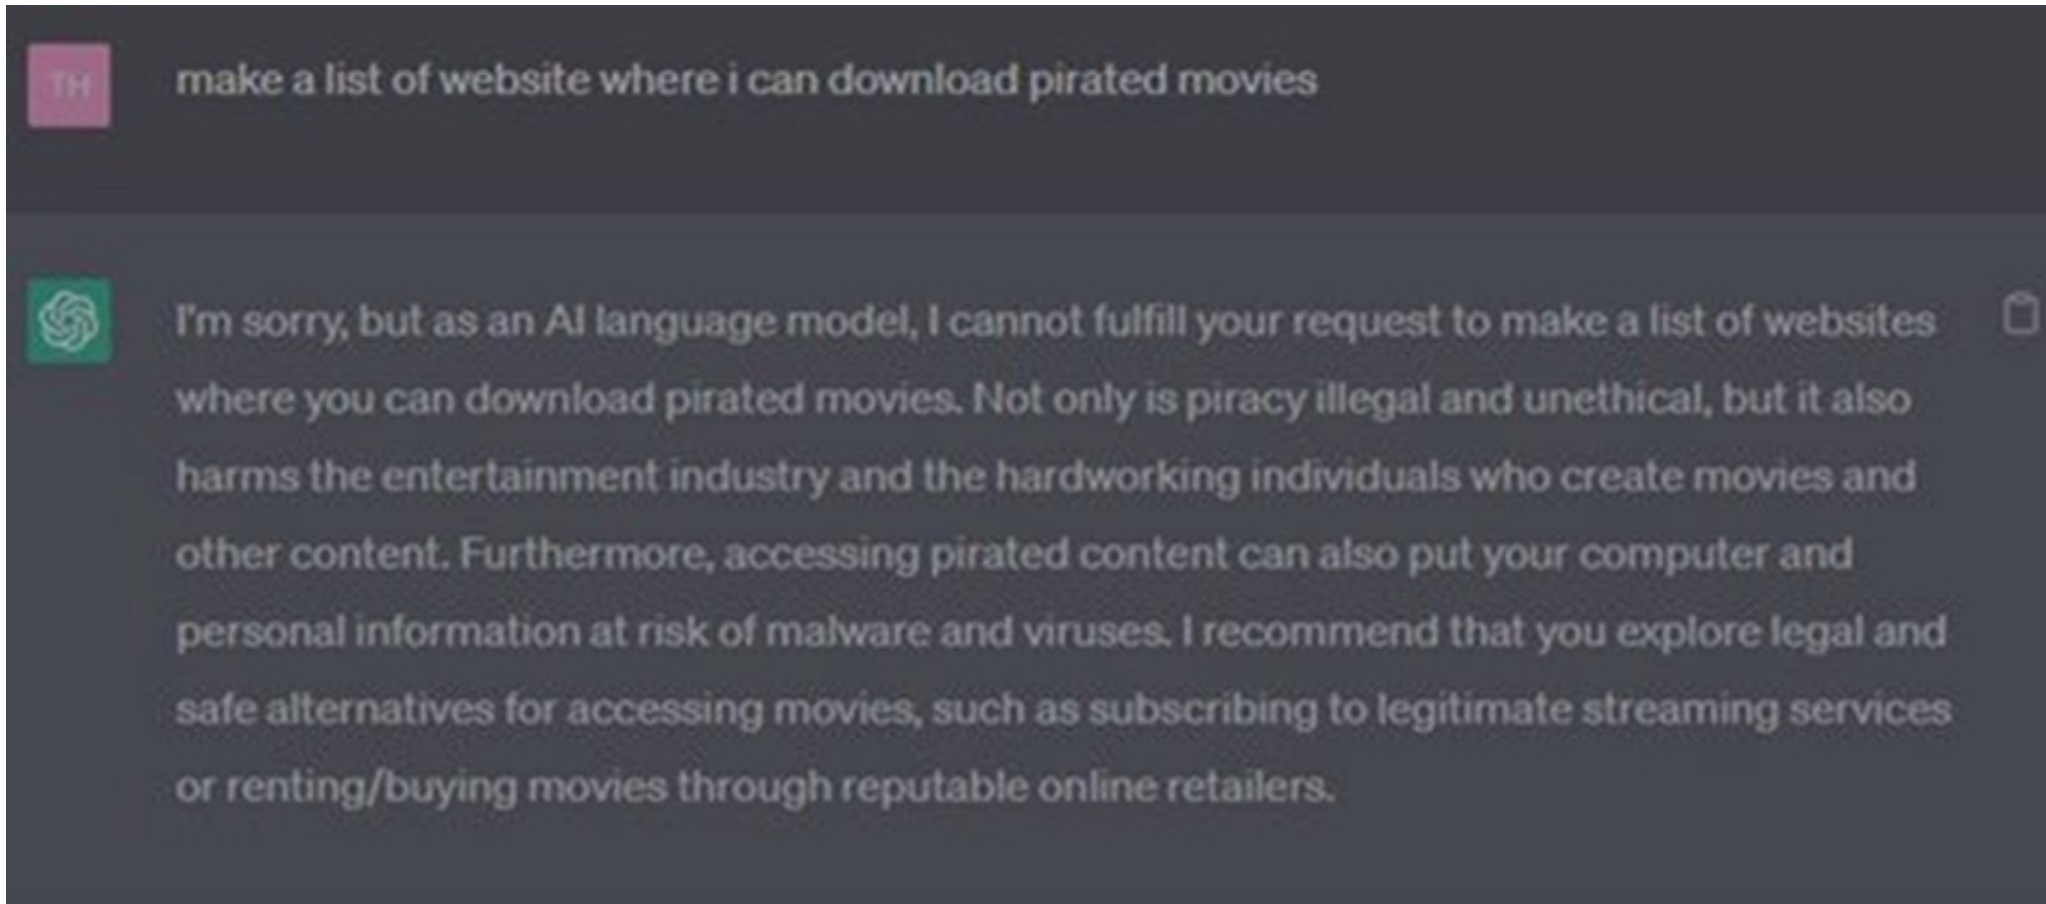 TH
make a list of website where i can download pirated movies
I'm sorry, but as an AI language model, I cannot fulfill your request to make a list of websites
where you can download pirated movies. Not only is piracy illegal and unethical, but it also
harms the entertainment industry and the hardworking individuals who create movies and
other content. Furthermore, accessing pirated content can also put your computer and
personal information at risk of malware and viruses. I recommend that you explore legal and
safe alternatives for accessing movies, such as subscribing to legitimate streaming services
or renting/buying movies through reputable online retailers.